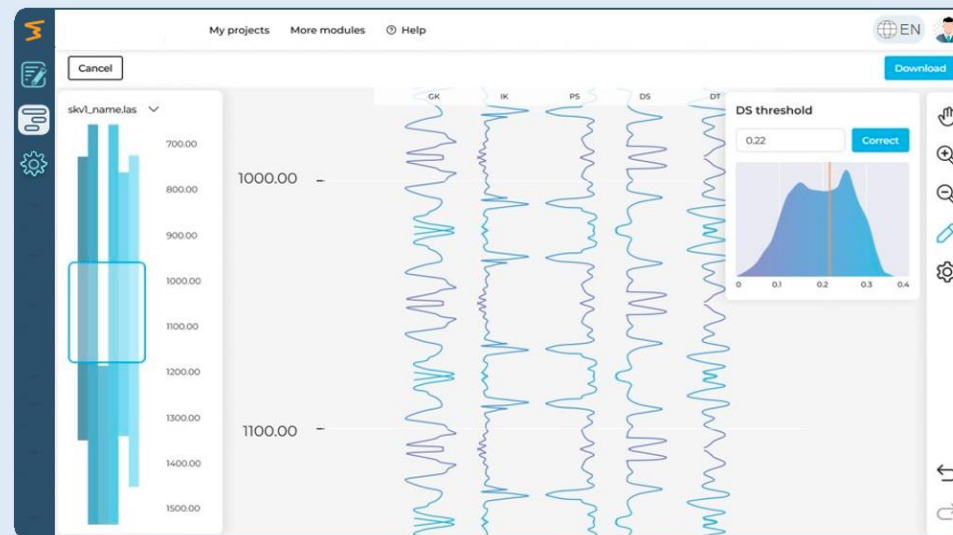 My projects More modules Help EN
Cancel Download
skv1_name.las
700.00
800.00
900.00
1000.00
1100.00
1200.00
1300.00
1400.00
1500.00
GK IK PS DS DT
1000.00
1100.00
DS threshold
0.22 Correct
0 0.1 0.2 0.3 0.4